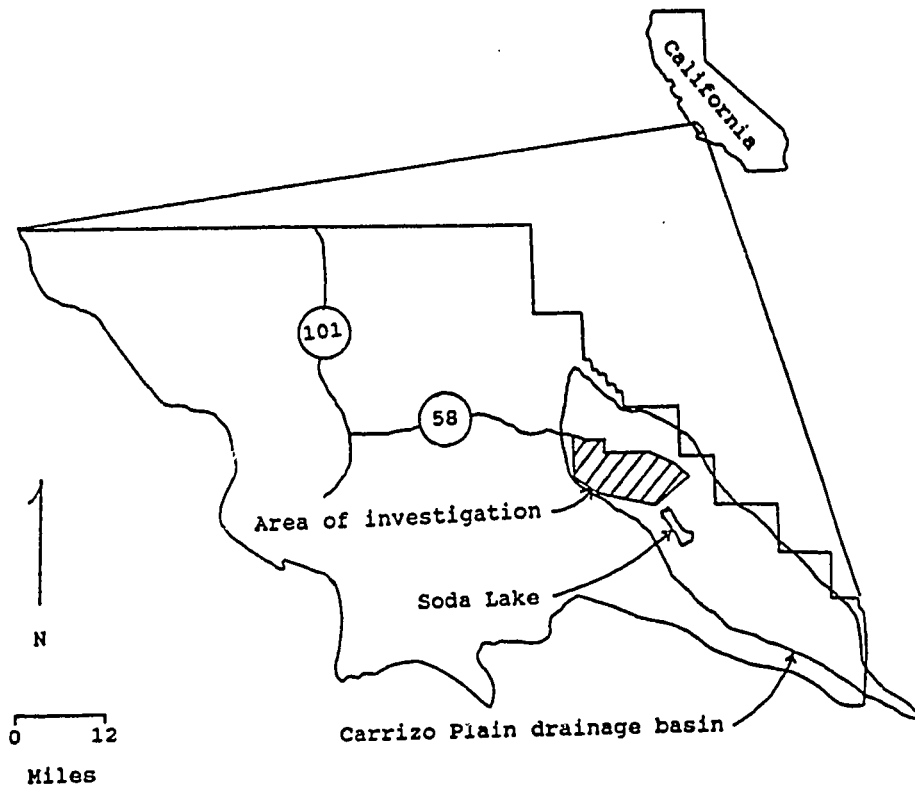 California
101
58
Area of investigation
Soda Lake
N
Carrizo Plain drainage basin
0 12
Miles